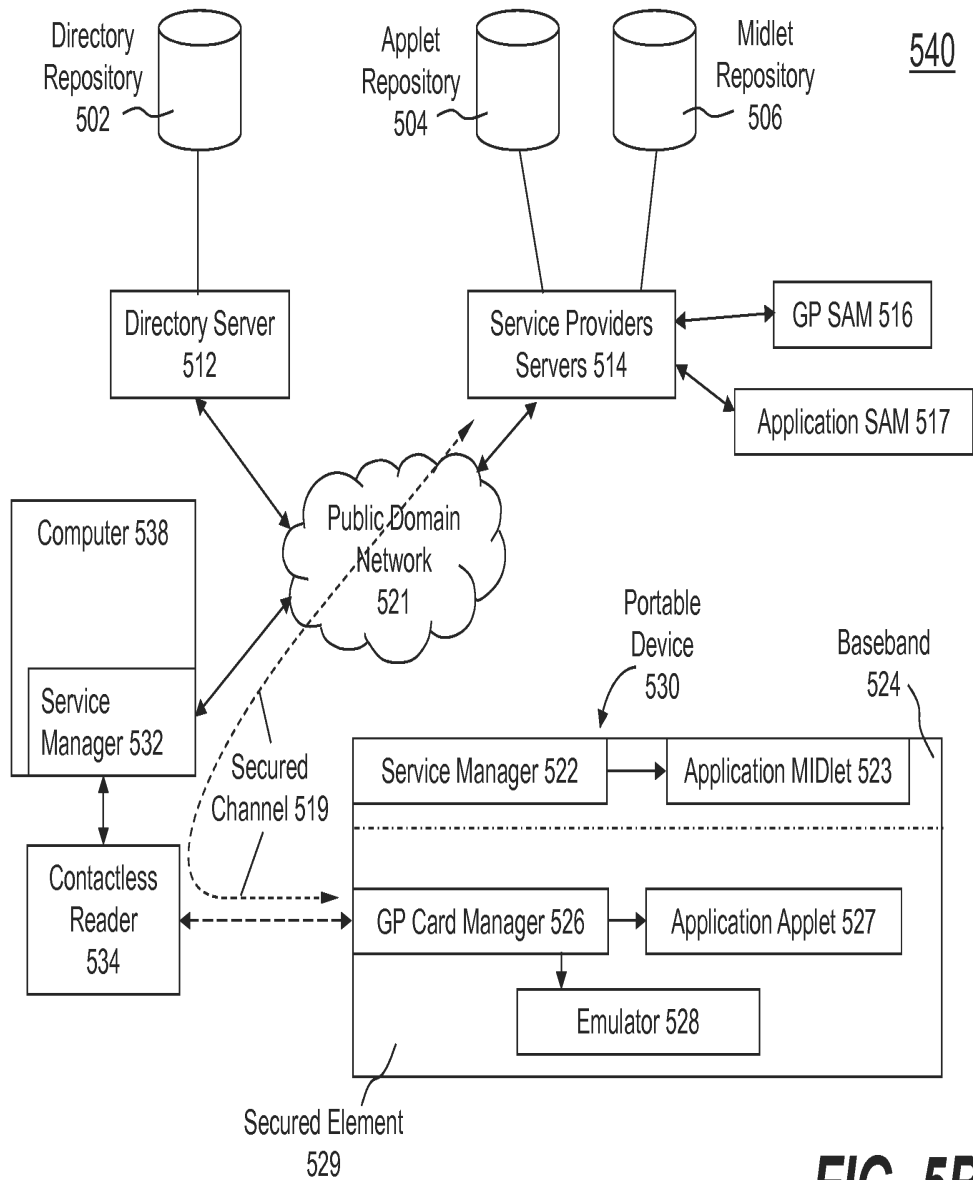 Directory
Repository
502
Applet
Repository
504
Midlet
Repository
506
540
Directory Server
512
Service Providers
Servers 514
GP SAM 516
Application SAM 517
Computer 538
Public Domain
Network
521
Service
Manager 532
Secured
Channel 519
Portable
Device
530
Baseband
524
Service Manager 522
Application MIDlet 523
Contactless
Reader
534
GP Card Manager 526
Application Applet 527
Emulator 528
Secured Element
529
FIG. 5B